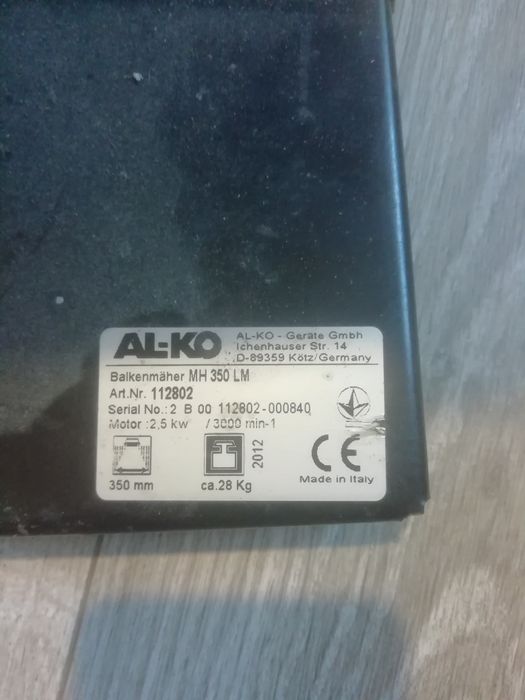 AL-KO
AL-KO - Geräte Gmbh
Ichenhauser Str. 14
D-89359 Kötz/Germany
Balkenmäher MH 350 LM
Art.Nr. 112802
Serial No.: 2 B 00 112802-000840
Motor :2,5 kw / 3000 min-1
350 mm
ca.28 Kg
2012
CE
Made in Italy